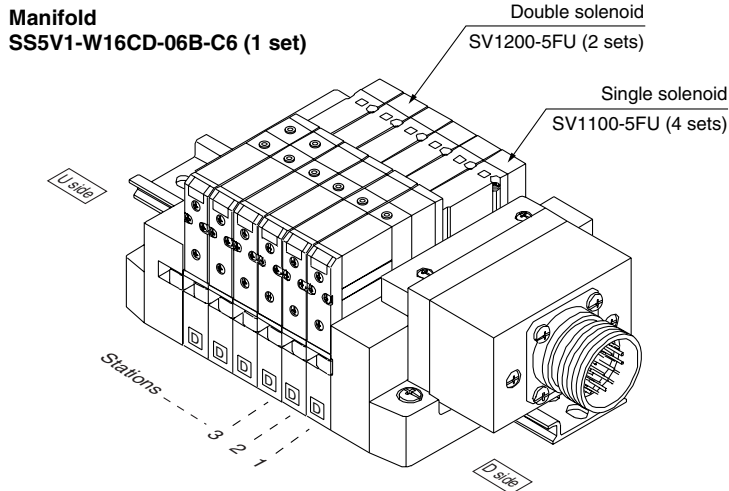 Manifold
SS5V1-W16CD-06B-C6 (1 set)
Double solenoid
SV1200-5FU (2 sets)
Single solenoid
SV1100-5FU (4 sets)
U side
D
D
D
D
D
D
Stations
3
2
1
D side